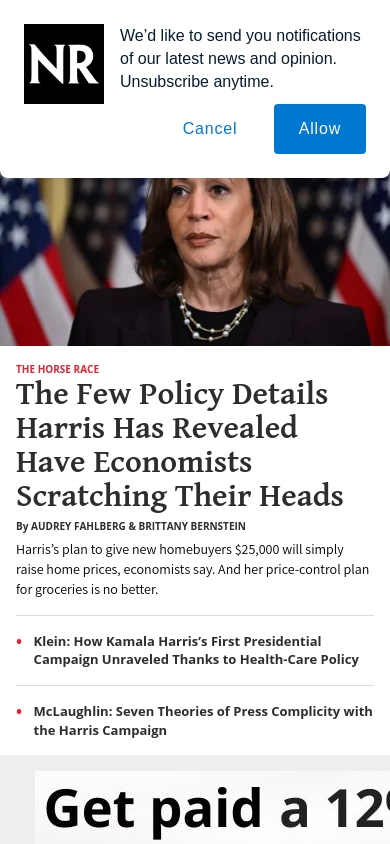 NR
We’d like to send you notifications
of our latest news and opinion.
Unsubscribe anytime.
Cancel
Allow
THE HORSE RACE
The Few Policy Details
Harris Has Revealed
Have Economists
Scratching Their Heads
By AUDREY FAHLBERG & BRITTANY BERNSTEIN
Harris’s plan to give new homebuyers $25,000 will simply
raise home prices, economists say. And her price-control plan
for groceries is no better.
• Klein: How Kamala Harris’s First Presidential
Campaign Unraveled Thanks to Health-Care Policy
• McLaughlin: Seven Theories of Press Complicity with
the Harris Campaign
Get paid a 12%